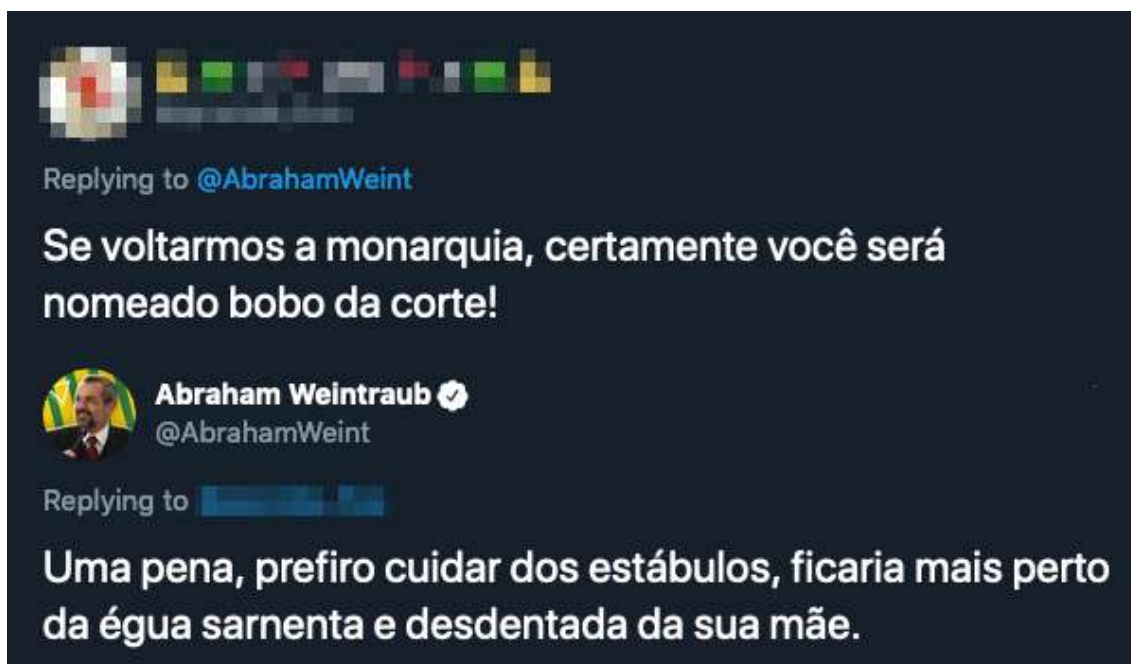 Replying to @AbrahamWeint
Se voltarmos a monarquia, certamente você será
nomeado bobo da corte!
Abraham Weintraub
@AbrahamWeint
Replying to
Uma pena, prefiro cuidar dos estábulos, ficaria mais perto
da égua sarnenta e desdentada da sua mãe.